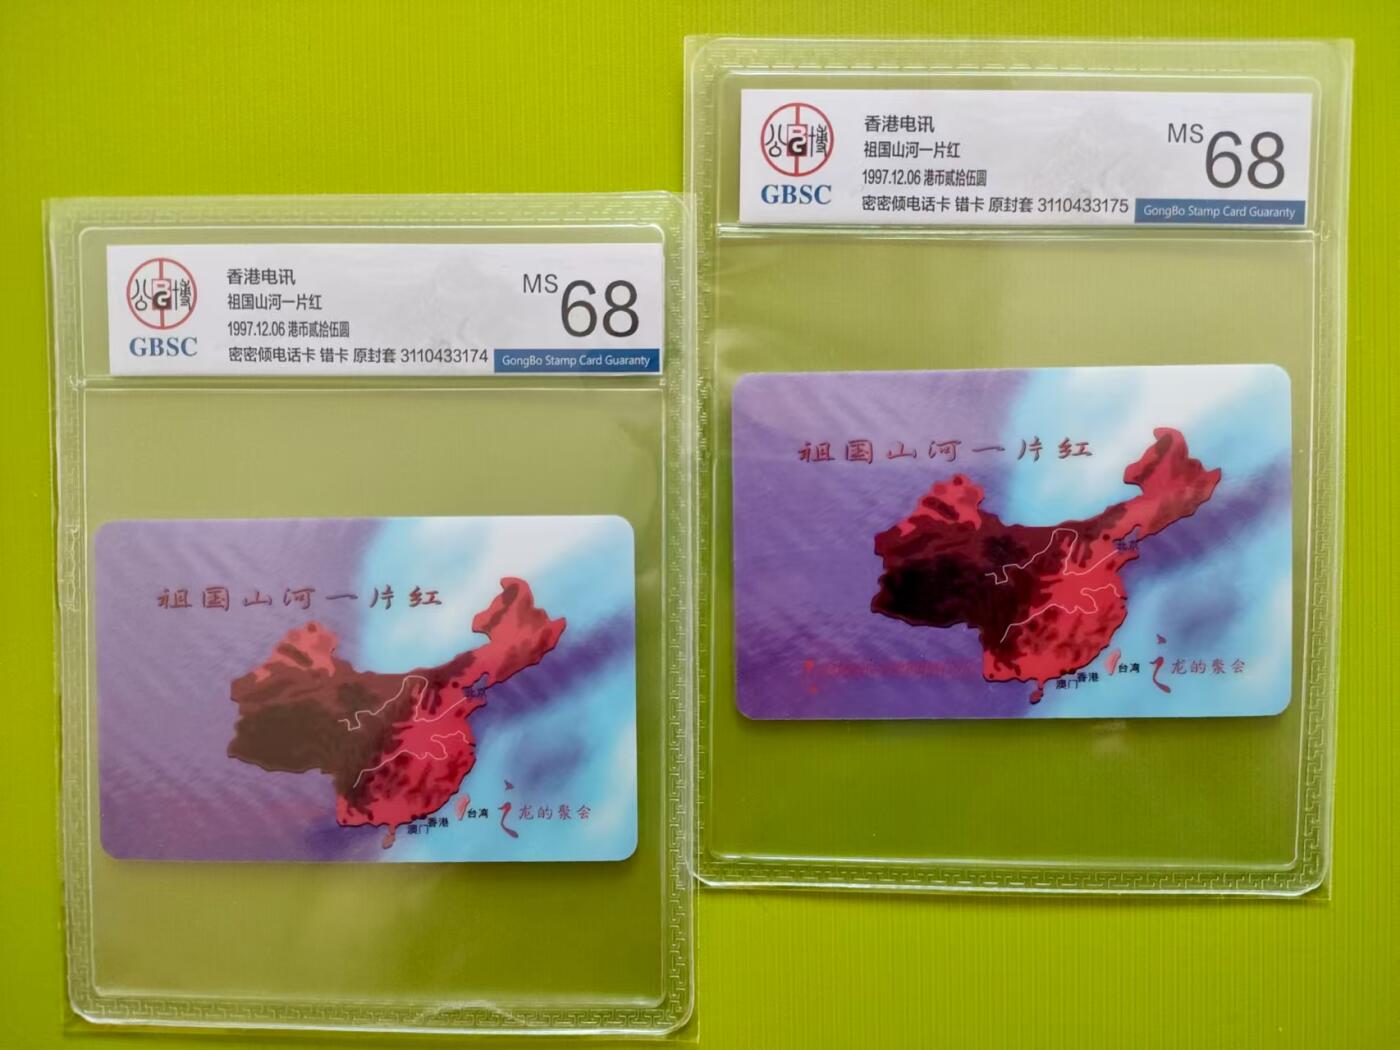 公博
BG
GBSC
香港电讯
祖国山河一片红
1997.12.06 港币贰拾伍圆
密密倾电话卡 错卡 原封套 3110433174
MS 68
GongBo Stamp Card Guaranty
祖国山河一片红
北京
台湾
香港
澳门
龙的聚会
公博
BG
GBSC
香港电讯
祖国山河一片红
1997.12.06 港币贰拾伍圆
密密倾电话卡 错卡 原封套 3110433175
MS 68
GongBo Stamp Card Guaranty
祖国山河一片红
北京
台湾
香港
澳门
龙的聚会